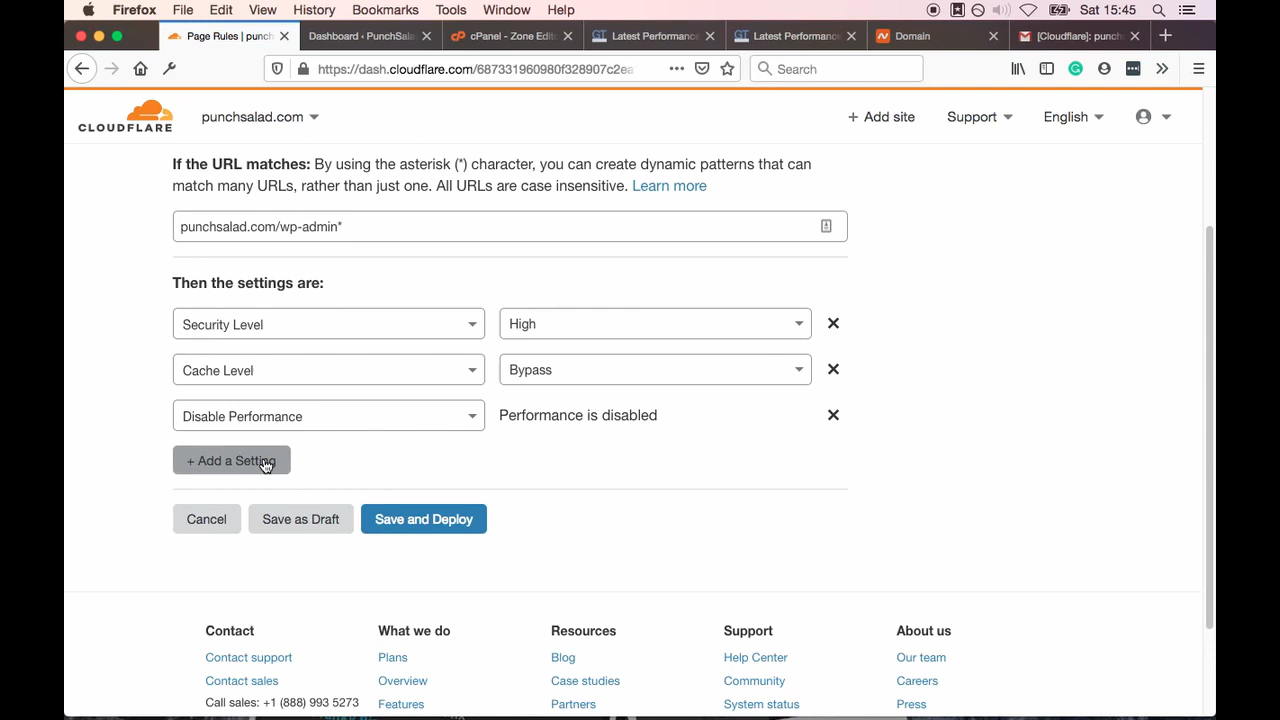 Firefox File Edit View History Bookmarks Tools Window Help Sat 15:45
Page Rules | punch Dashboard ‹ PunchSala cPanel - Zone Edit Latest Performance Latest Performance Domain [Cloudflare]: punch
https://dash.cloudflare.com/687331960980f328907c2ea Search
CLOUDFLARE punchsalad.com + Add site Support English
If the URL matches: By using the asterisk (*) character, you can create dynamic patterns that can
match many URLs, rather than just one. All URLs are case insensitive. Learn more
punchsalad.com/wp-admin*
Then the settings are:
Security Level High
Cache Level Bypass
Disable Performance Performance is disabled
+ Add a Setting
Cancel Save as Draft Save and Deploy
Contact What we do Resources Support About us
Contact support Plans Blog Help Center Our team
Contact sales Overview Case studies Community Careers
Call sales: +1 (888) 993 5273 Features Partners System status Press